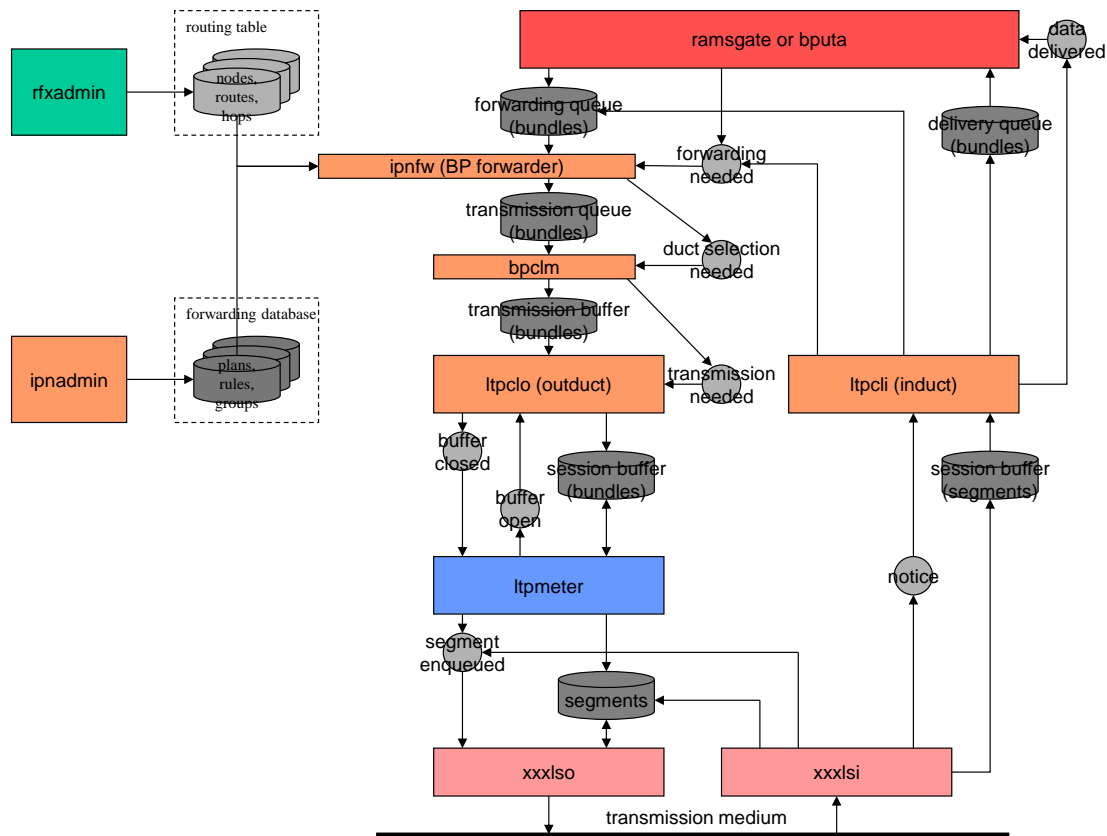 routing table
ramsgate or bputa
data
delivered
rfxadmin
nodes,
routes,
hops
forwarding queue
(bundles)
delivery queue
(bundles)
ipnfw (BP forwarder)
forwarding
needed
transmission queue
(bundles)
duct selection
needed
bpclm
forwarding database
transmission buffer
(bundles)
ipnadmin
plans,
rules,
groups
ltpclo (outduct)
transmission
needed
ltpcli (induct)
buffer
closed
session buffer
(bundles)
session buffer
(segments)
buffer
open
ltpmeter
notice
segment
enqueued
segments
xxxlso
xxxlsi
transmission medium